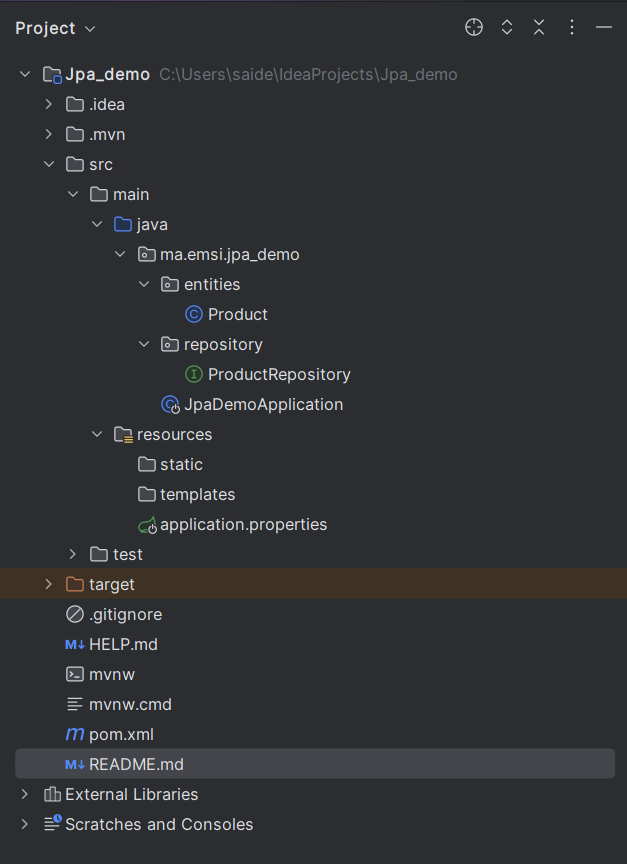 Project
Jpa_demo C:\Users\saide\IdeaProjects\Jpa_demo
.idea
.mvn
src
main
java
ma.emsi.jpa_demo
entities
C Product
repository
I ProductRepository
C JpaDemoApplication
resources
static
templates
application.properties
test
target
.gitignore
M↓ HELP.md
mvnw
mvnw.cmd
m pom.xml
M↓ README.md
External Libraries
Scratches and Consoles